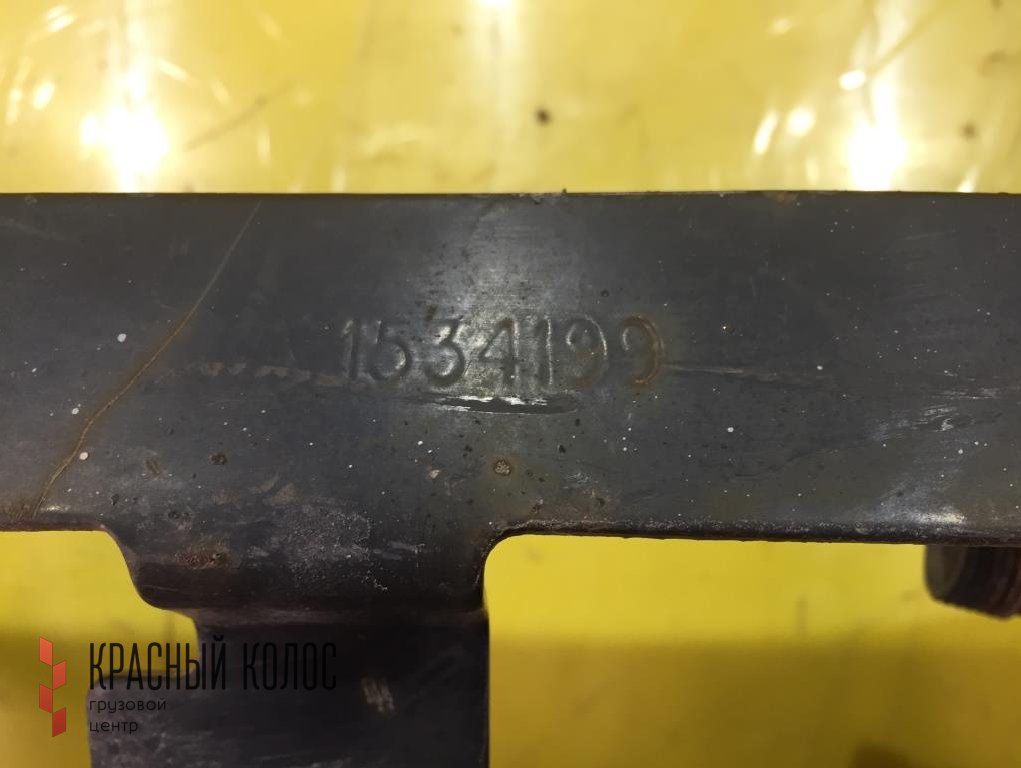 1534199
КРАСНЫЙ КОЛОС
грузовой
центр